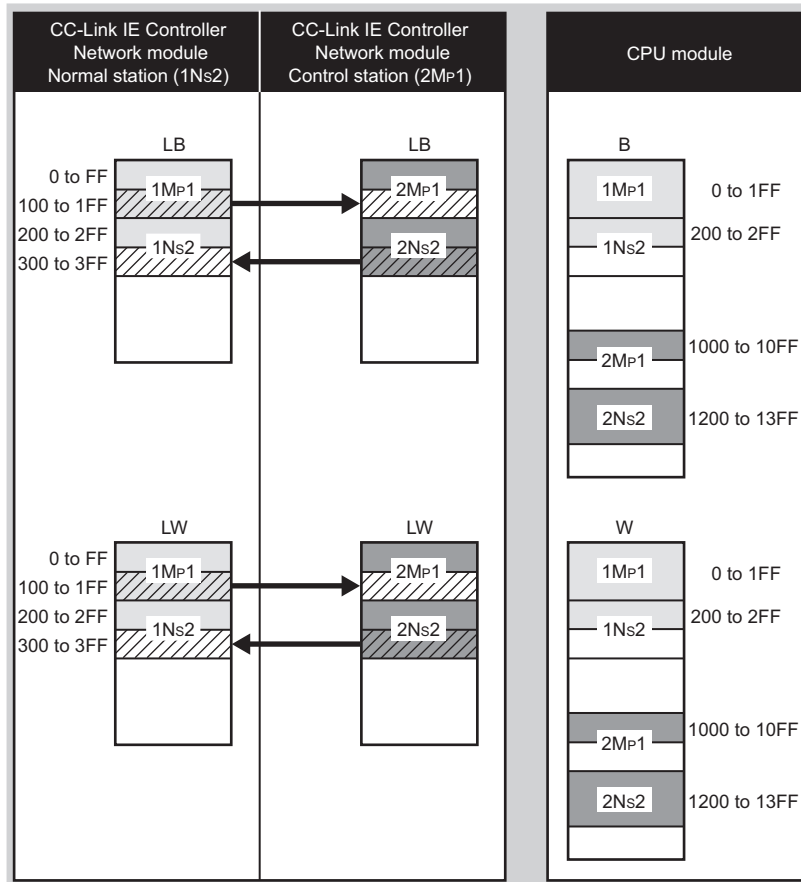 CC-Link IE Controller
Network module
Normal station (1Ns2)
CC-Link IE Controller
Network module
Control station (2MP1)
CPU module
LB
LB
B
0 to FF
100 to 1FF
200 to 2FF
300 to 3FF
1MP1
1Ns2
2MP1
2Ns2
1MP1
0 to 1FF
1Ns2
200 to 2FF
2MP1
1000 to 10FF
2Ns2
1200 to 13FF
LW
LW
W
0 to FF
100 to 1FF
200 to 2FF
300 to 3FF
1MP1
1Ns2
2MP1
2Ns2
1MP1
0 to 1FF
1Ns2
200 to 2FF
2MP1
1000 to 10FF
2Ns2
1200 to 13FF